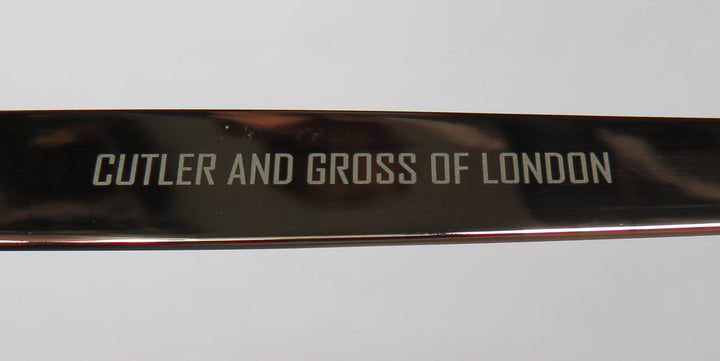 CUTLER AND GROSS OF LONDON